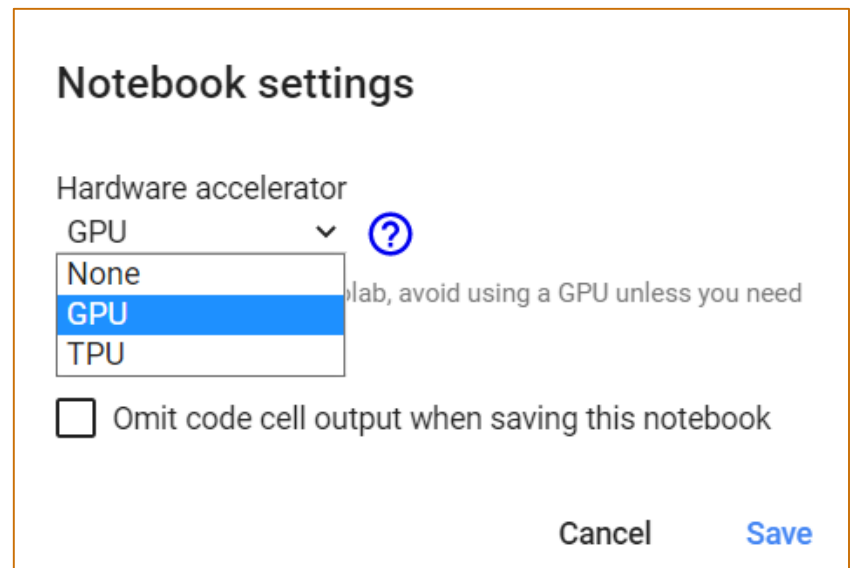 Notebook settings
Hardware accelerator
GPU
None
lab, avoid using a GPU unless you need
GPU
TPU
Omit code cell output when saving this notebook
Cancel Save